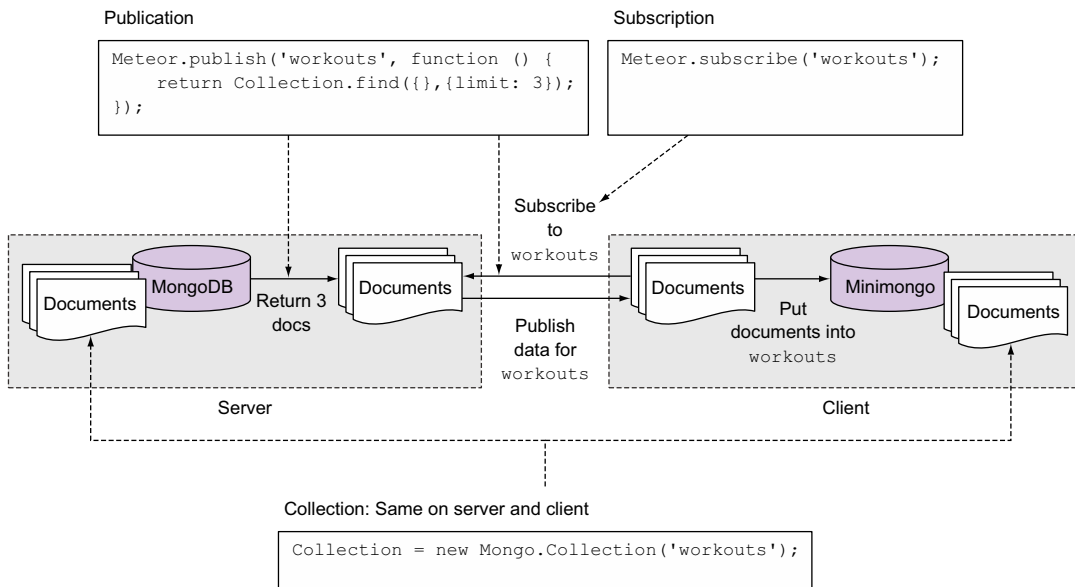 Publication
Subscription
Meteor.publish('workouts', function () {
    return Collection.find({},{limit: 3});
});
Meteor.subscribe('workouts');
Subscribe
to
workouts
Documents
MongoDB
Return 3
docs
Documents
Publish
data for
workouts
Documents
Put
documents into
workouts
Minimongo
Documents
Server
Client
Collection: Same on server and client
Collection = new Mongo.Collection('workouts');